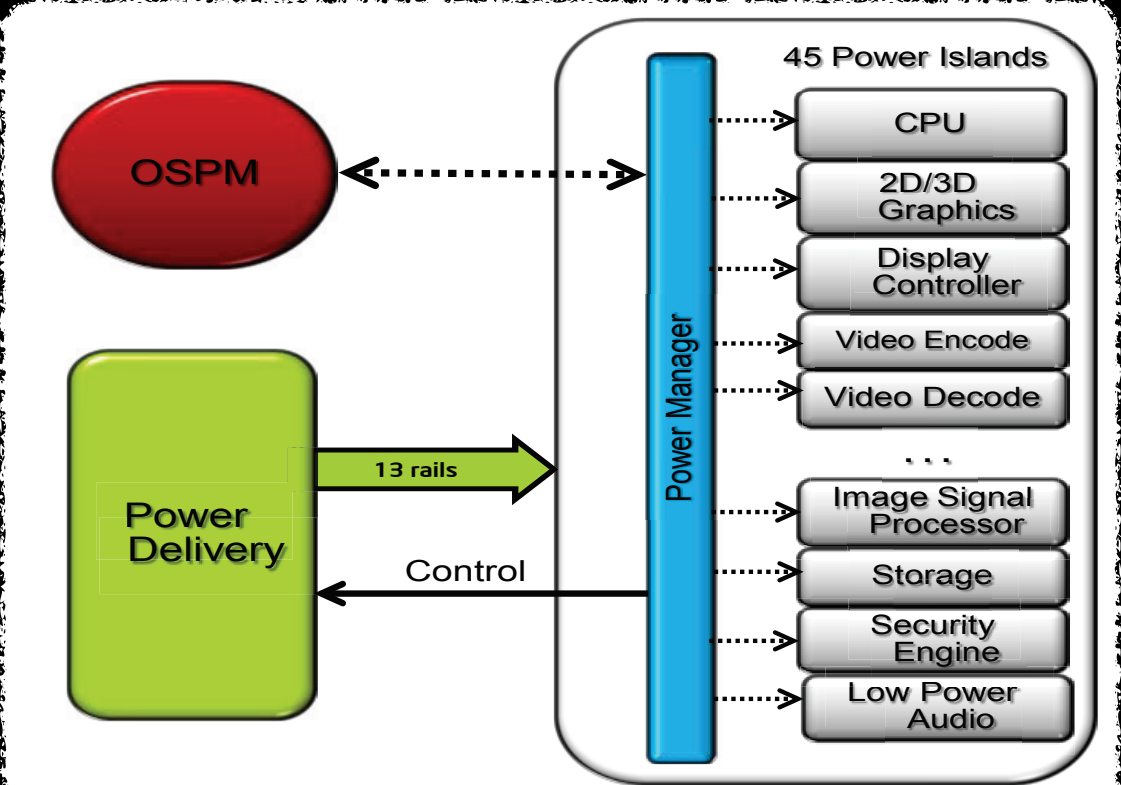 45 Power Islands
OSPM
CPU
2D/3D
Graphics
Display
Controller
Video Encode
Video Decode
. . .
Power Manager
13 rails
Power
Delivery
Control
Image Signal
Processor
Storage
Security
Engine
Low Power
Audio